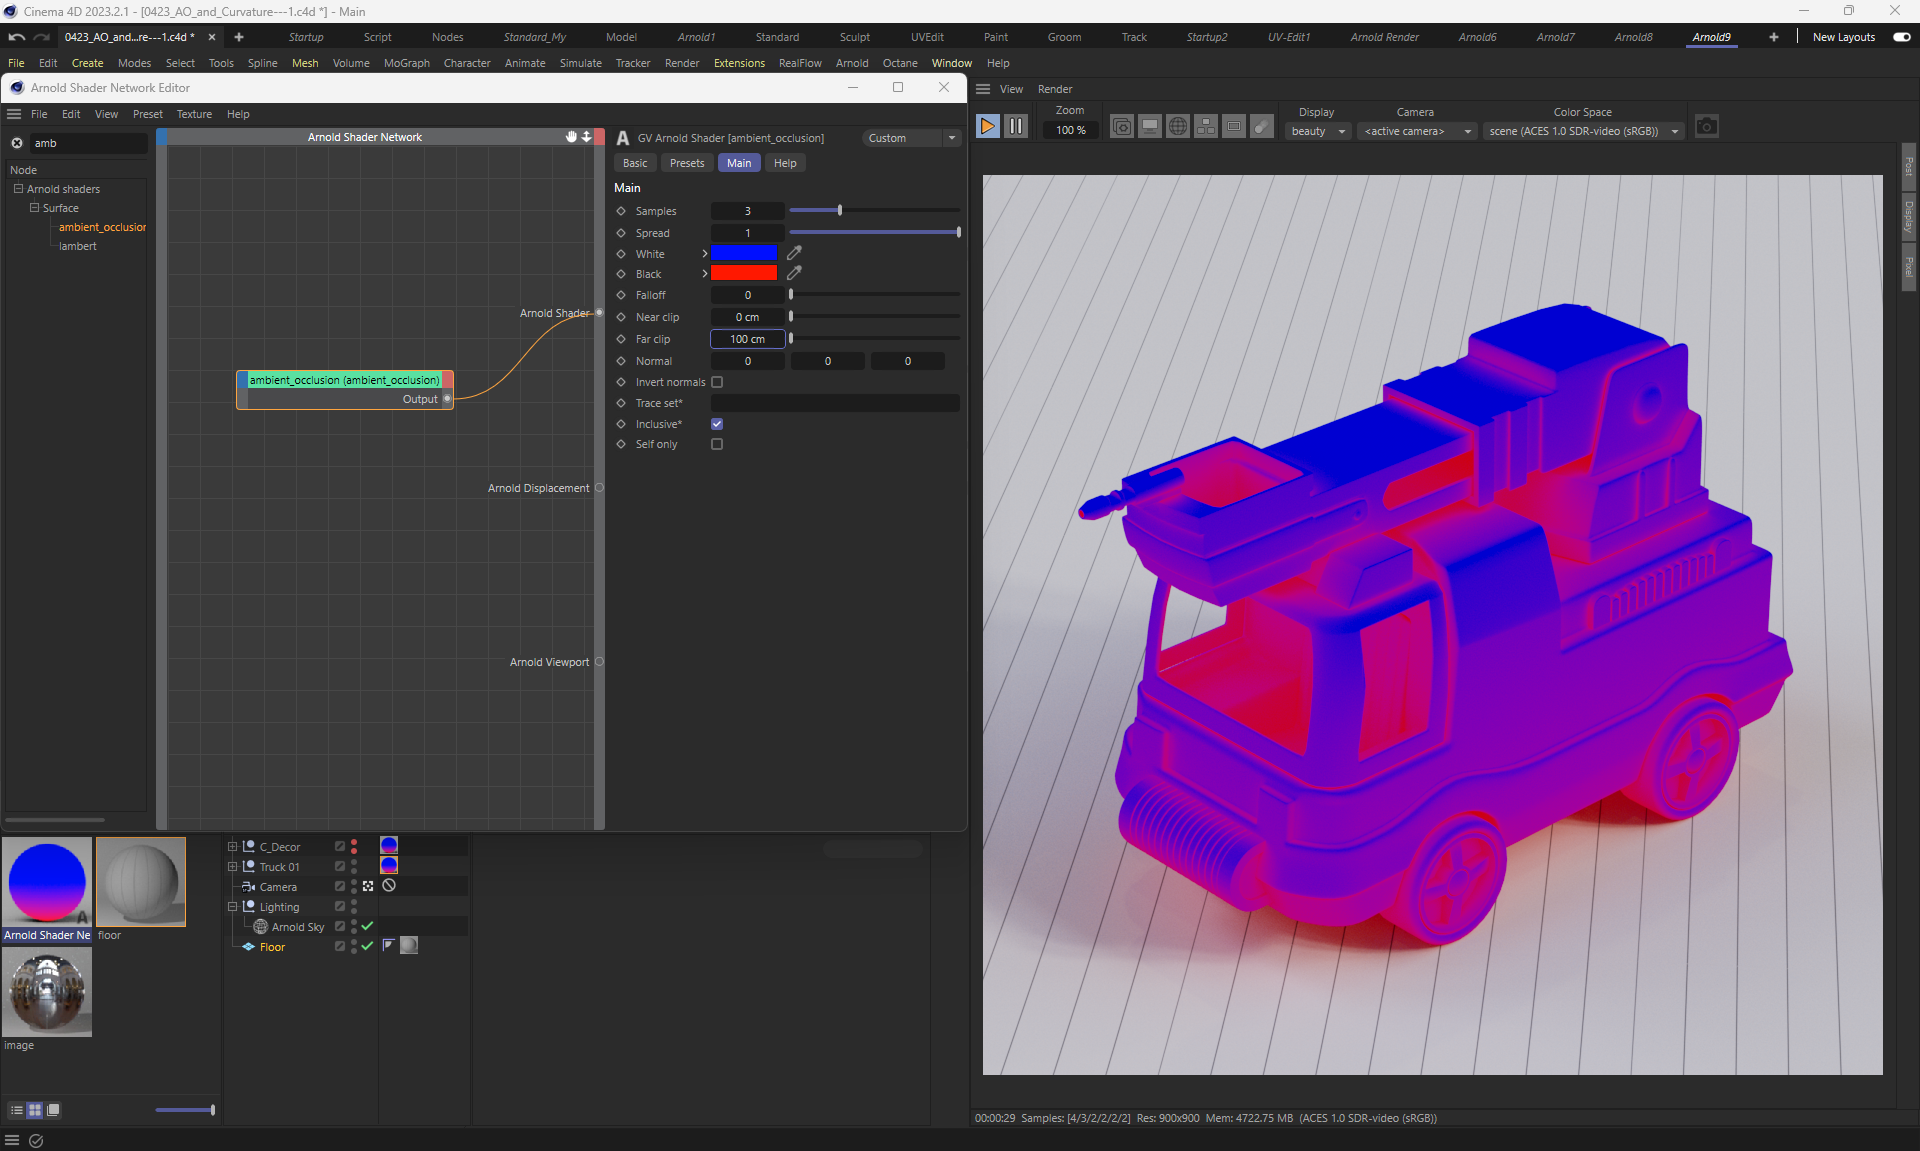 Cinema 4D 2023.2.1 - [0423_AO_and_Curvature---1.c4d *] - Main
0423_AO_and...re---1.c4d *
Startup Script Nodes Standard_My Model Arnold1 Standard Sculpt UVEdit Paint Groom Track Startup2 UV-Edit1 Arnold Render Arnold6 Arnold7 Arnold8 Arnold9 New Layouts
File Edit Create Modes Select Tools Spline Mesh Volume MoGraph Character Animate Simulate Tracker Render Extensions RealFlow Arnold Octane Window Help
Arnold Shader Network Editor
File Edit View Preset Texture Help
amb
Node
Arnold shaders
Surface
ambient_occlusion
lambert
Arnold Shader Network
Arnold Shader
ambient_occlusion (ambient_occlusion)
Output
Arnold Displacement
Arnold Viewport
GV Arnold Shader [ambient_occlusion]
Custom
Basic Presets Main Help
Main
Samples 3
Spread 1
White
Black
Falloff 0
Near clip 0 cm
Far clip 100 cm
Normal 0 0 0
Invert normals
Trace set*
Inclusive*
Self only
View Render
Zoom
100 %
Display
beauty
Camera
<active camera>
Color Space
scene (ACES 1.0 SDR-video (sRGB))
Post
Display
Pixel
A
Arnold Shader Ne
floor
image
C_Decor
Truck 01
Camera
Lighting
Arnold Sky
Floor
00:00:29 Samples: [4/3/2/2/2/2] Res: 900x900 Mem: 4722.75 MB (ACES 1.0 SDR-video (sRGB))